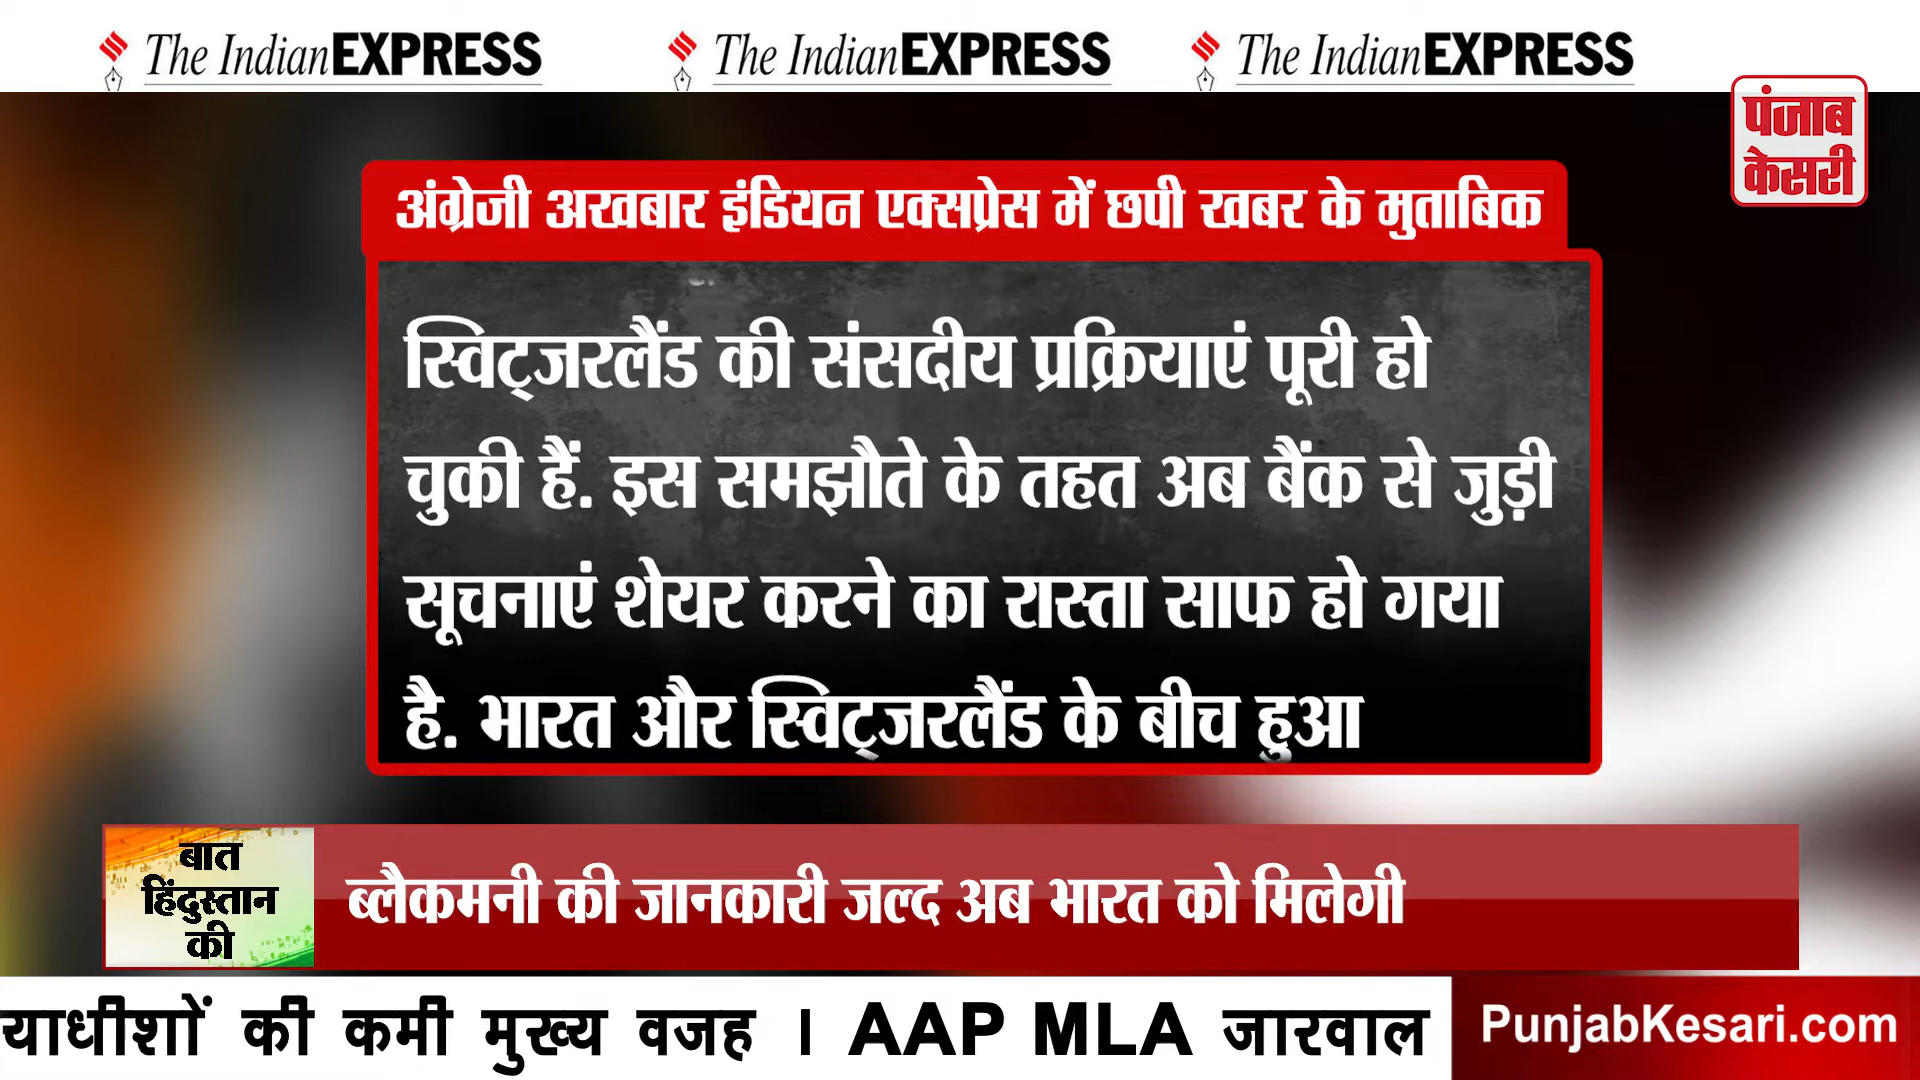 The Indian EXPRESS The Indian EXPRESS The Indian EXPRESS
पंजाब
केसरी
अंग्रेजी अखबार इंडियन एक्सप्रेस में छपी खबर के मुताबिक
स्विट्जरलैंड की संसदीय प्रक्रियाएं पूरी हो
चुकी हैं. इस समझौते के तहत अब बैंक से जुड़ी
सूचनाएं शेयर करने का रास्ता साफ हो गया
है. भारत और स्विट्जरलैंड के बीच हुआ
बात
हिंदुस्तान
की
ब्लैकमनी की जानकारी जल्द अब भारत को मिलेगी
याधीशों की कमी मुख्य वजह । AAP MLA जारवाल
PunjabKesari.com